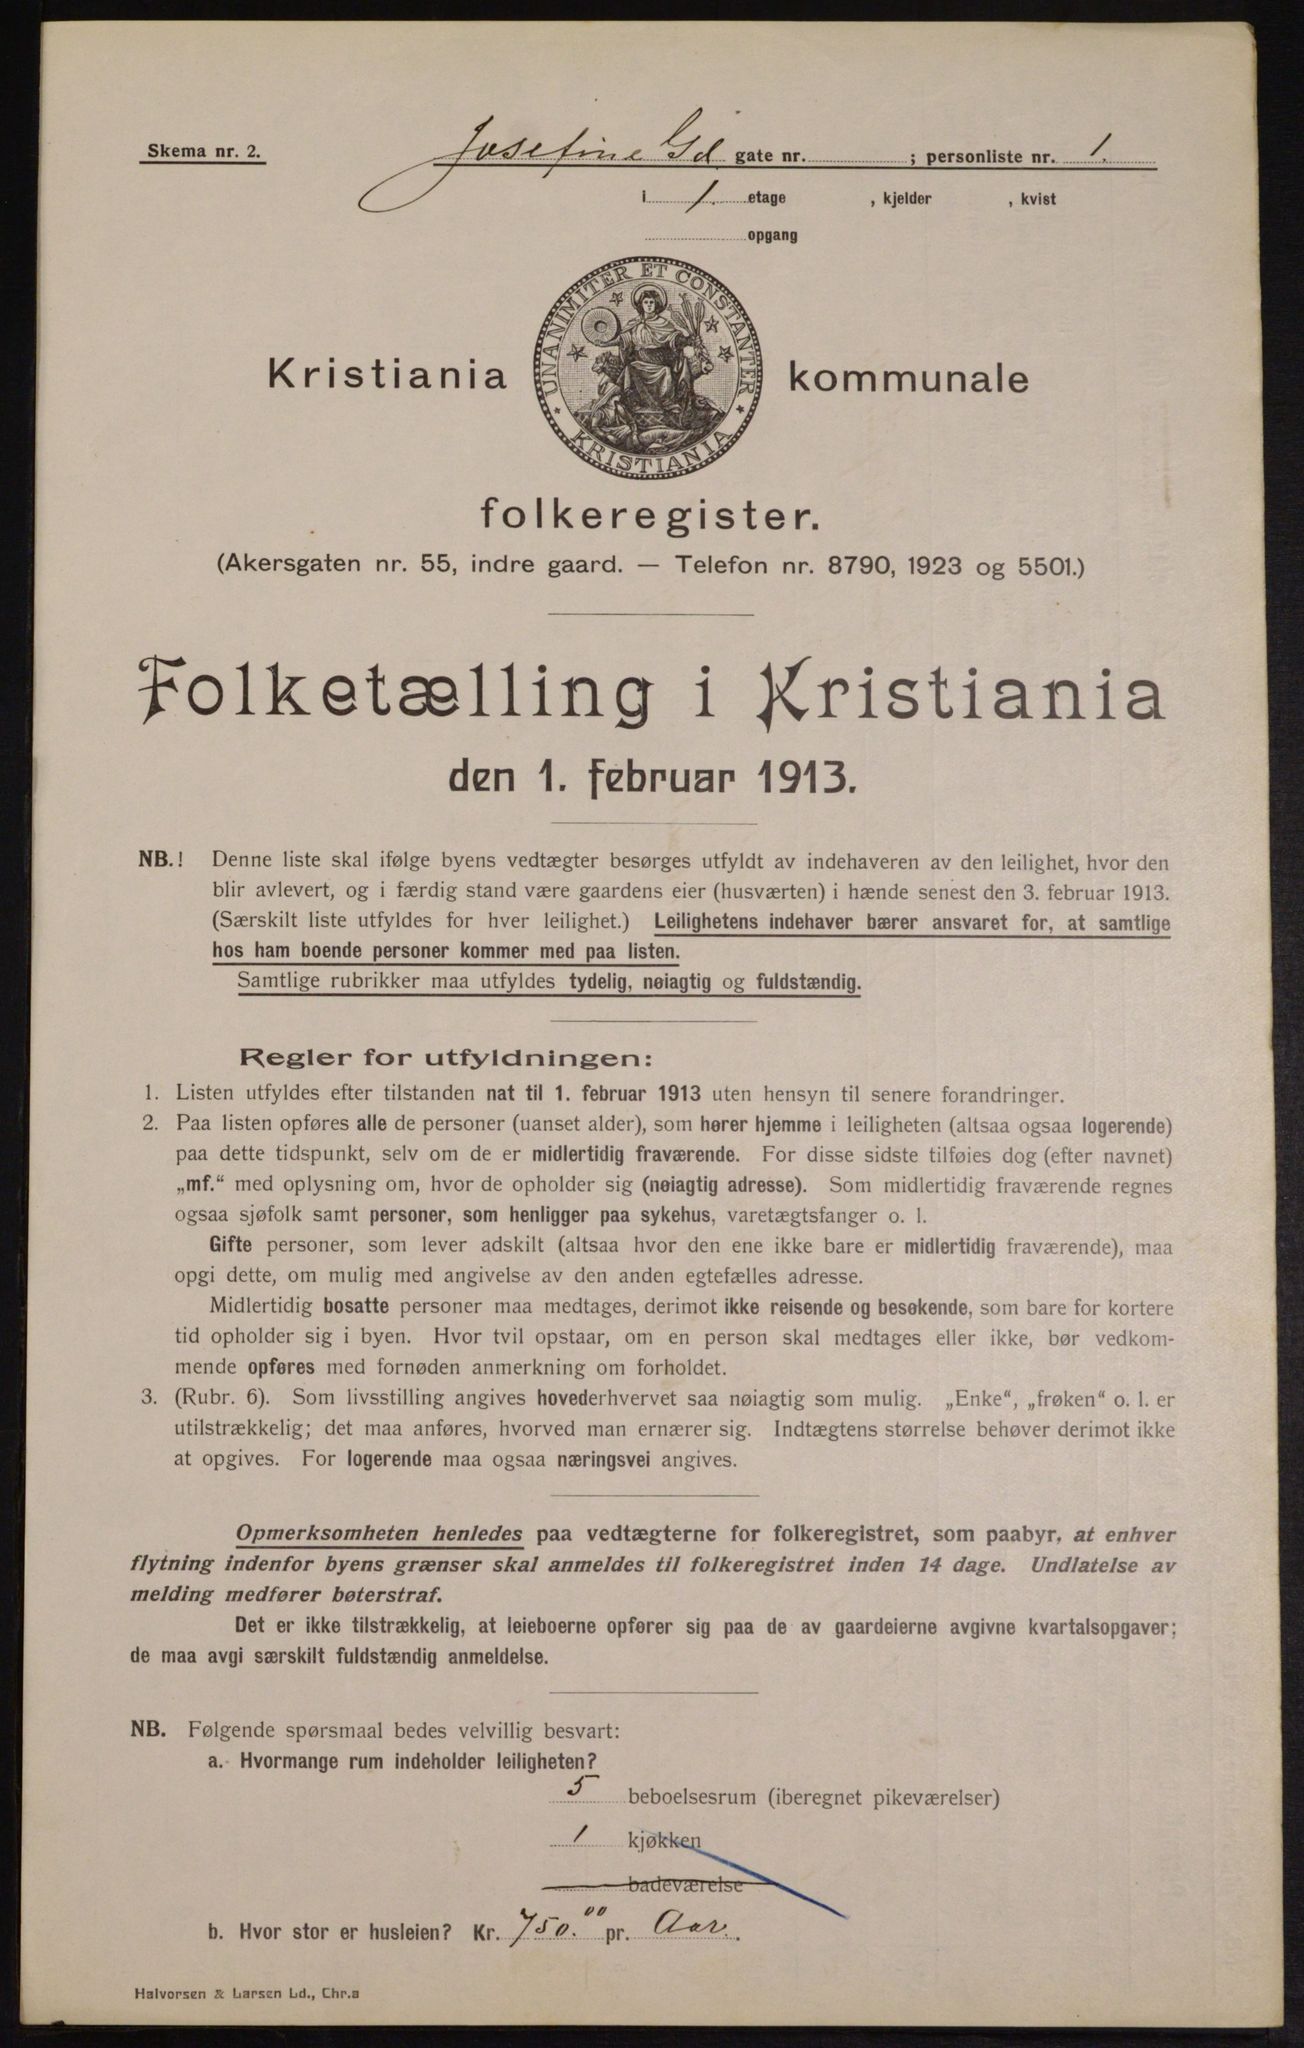 Skema nr. 2.
Josefine Gd. gate nr. ; personliste nr. 1.
i 1. etage , kjelder , kvist
opgang
UNANIMITER ET CONSTANTER
KRISTIANIA
Kristiania kommunale
folkeregister.
(Akersgaten nr. 55, indre gaard. — Telefon nr. 8790, 1923 og 5501.)
Folketælling i Kristiania
den 1. februar 1913.
NB.! Denne liste skal ifølge byens vedtægter besørges utfyldt av indehaveren av den leilighet, hvor den
blir avlevert, og i færdig stand være gaardens eier (husværten) i hænde senest den 3. februar 1913.
(Særskilt liste utfyldes for hver leilighet.) Leilighetens indehaver bærer ansvaret for, at samtlige
hos ham boende personer kommer med paa listen.
Samtlige rubrikker maa utfyldes tydelig, nøiagtig og fuldstændig.
Regler for utfyldningen:
1. Listen utfyldes efter tilstanden nat til 1. februar 1913 uten hensyn til senere forandringer.
2. Paa listen opføres alle de personer (uanset alder), som hører hjemme i leiligheten (altsaa ogsaa logerende)
paa dette tidspunkt, selv om de er midlertidig fraværende. For disse sidste tilføies dog (efter navnet)
„mf.“ med oplysning om, hvor de opholder sig (nøiagtig adresse). Som midlertidig fraværende regnes
ogsaa sjøfolk samt personer, som henligger paa sykehus, varetægtsfanger o. l.
Gifte personer, som lever adskilt (altsaa hvor den ene ikke bare er midlertidig fraværende), maa
opgi dette, om mulig med angivelse av den anden egtefælles adresse.
Midlertidig bosatte personer maa medtages, derimot ikke reisende og besøkende, som bare for kortere
tid opholder sig i byen. Hvor tvil opstaar, om en person skal medtages eller ikke, bør vedkom-
mende opføres med fornøden anmerkning om forholdet.
3. (Rubr. 6). Som livsstilling angives hovederhvervet saa nøiagtig som mulig. „Enke“, „frøken“ o. l. er
utilstrækkelig; det maa anføres, hvorved man ernærer sig. Indtægtens størrelse behøver derimot ikke
at opgives. For logerende maa ogsaa næringsvei angives.
Opmerksomheten henledes paa vedtægterne for folkeregistret, som paabyr, at enhver
flytning indenfor byens grænser skal anmeldes til folkeregistret inden 14 dage. Undlatelse av
melding medfører bøterstraf.
Det er ikke tilstrækkelig, at leieboerne opfører sig paa de av gaardeierne avgivne kvartalsopgaver;
de maa avgi særskilt fuldstændig anmeldelse.
NB. Følgende spørsmaal bedes velvillig besvart:
a. Hvormange rum indeholder leiligheten?
5 beboelsesrum (iberegnet pikeværelser)
1 kjøkken
badeværelse
b. Hvor stor er husleien? Kr. 750.00 pr. Aar.
Halvorsen & Larsen Ld., Chr.a